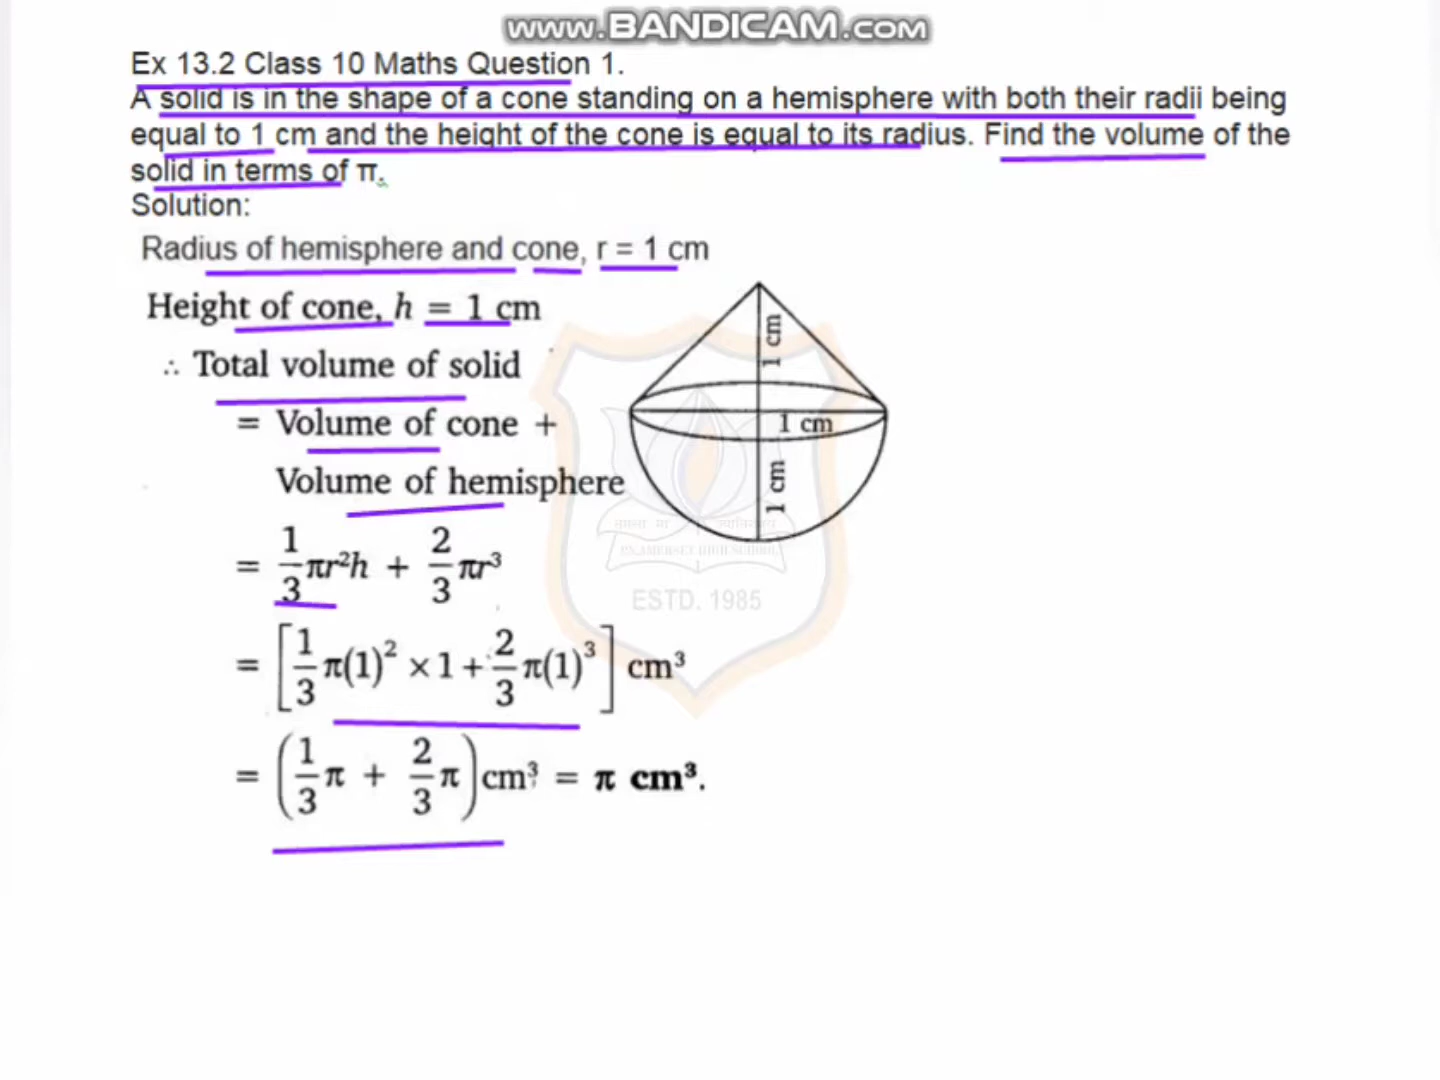 www.BANDICAM.com
Ex 13.2 Class 10 Maths Question 1.
A solid is in the shape of a cone standing on a hemisphere with both their radii being
equal to 1 cm and the height of the cone is equal to its radius. Find the volume of the
solid in terms of π.
Solution:
Radius of hemisphere and cone, r = 1 cm
Height of cone, h = 1 cm
∴ Total volume of solid
= Volume of cone +
Volume of hemisphere
= 1/3 πr²h + 2/3 πr³
= [1/3 π(1)² × 1 + 2/3 π(1)³] cm³
= (1/3 π + 2/3 π) cm³ = π cm³.
1 cm
1 cm
1 cm
HIGH SCHOOL
ESTD. 1985